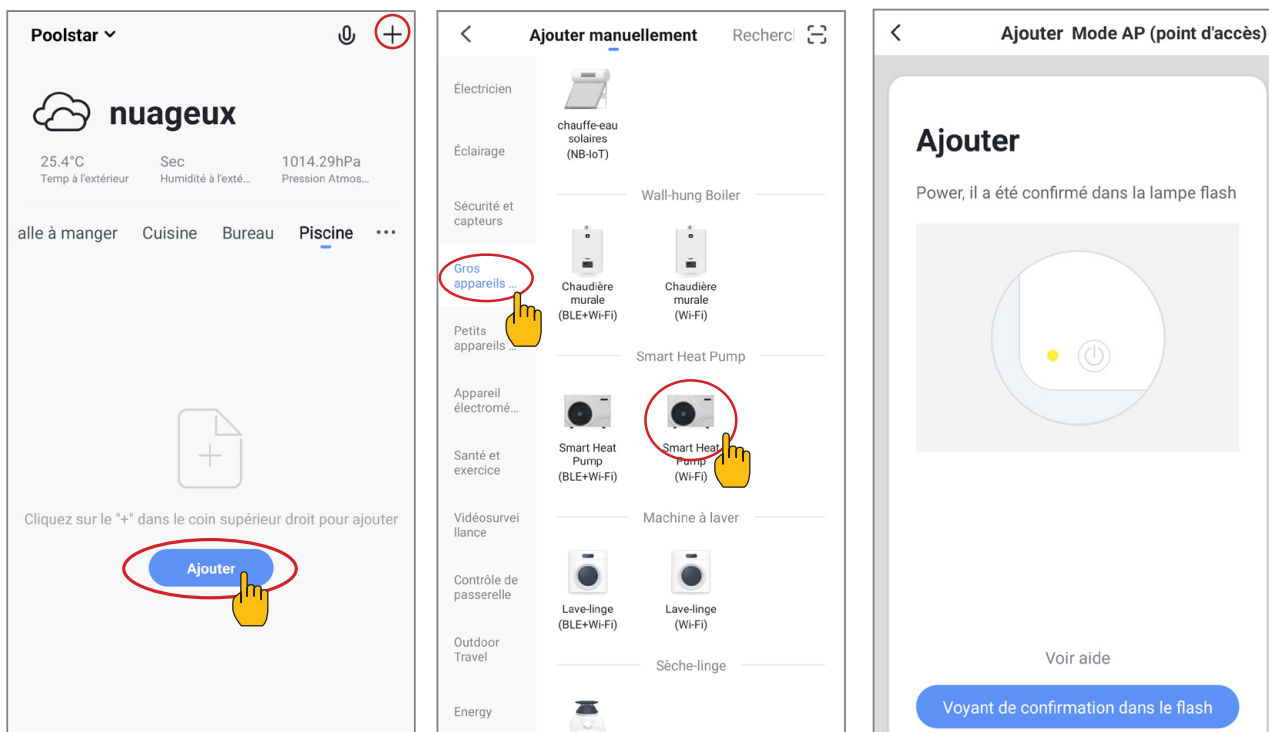 Poolstar
nuageux
25.4°C Sec 1014.29hPa
Temp à l'extérieur Humidité à l'exté... Pression Atmos...
alle à manger Cuisine Bureau Piscine ...
Cliquez sur le "+" dans le coin supérieur droit pour ajouter
Ajouter
Ajouter manuellement Recherc
Électricien
Éclairage
Sécurité et
capteurs
Gros
appareils ...
Petits
appareils ...
Appareil
électromé...
Santé et
exercice
Vidéosurvei
llance
Contrôle de
passerelle
Outdoor
Travel
Energy
chauffe-eau
solaires
(NB-IoT)
Wall-hung Boiler
Chaudière
murale
(BLE+Wi-Fi)
Chaudière
murale
(Wi-Fi)
Smart Heat Pump
Smart Heat
Pump
(BLE+Wi-Fi)
Smart Heat
Pump
(Wi-Fi)
Machine à laver
Lave-linge
(BLE+Wi-Fi)
Lave-linge
(Wi-Fi)
Sèche-linge
Ajouter Mode AP (point d'accès)
Ajouter
Power, il a été confirmé dans la lampe flash
Voir aide
Voyant de confirmation dans le flash